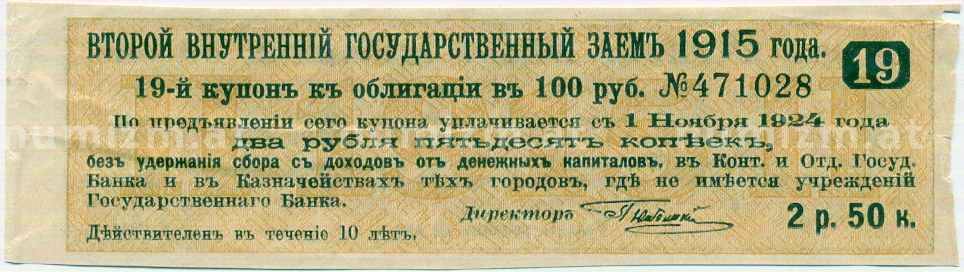 ВТОРОЙ ВНУТРЕННІЙ ГОСУДАРСТВЕННЫЙ ЗАЕМЪ 1915 года. 19
19-й купонъ къ облигаціи въ 100 руб. №471028
По предъявленіи сего купона уплачивается съ 1 Ноября 1924 года
два рубля пятьдесятъ копѣекъ,
безъ удержанія сбора съ доходовъ отъ денежныхъ капиталовъ, въ Конт. и Отд. Госуд.
Банка и въ Казначействахъ тѣхъ городовъ, гдѣ не имѣется учрежденій
Государственнаго Банка.
Директоръ
2 р. 50 к.
Дѣйствителенъ въ теченіе 10 лѣтъ.